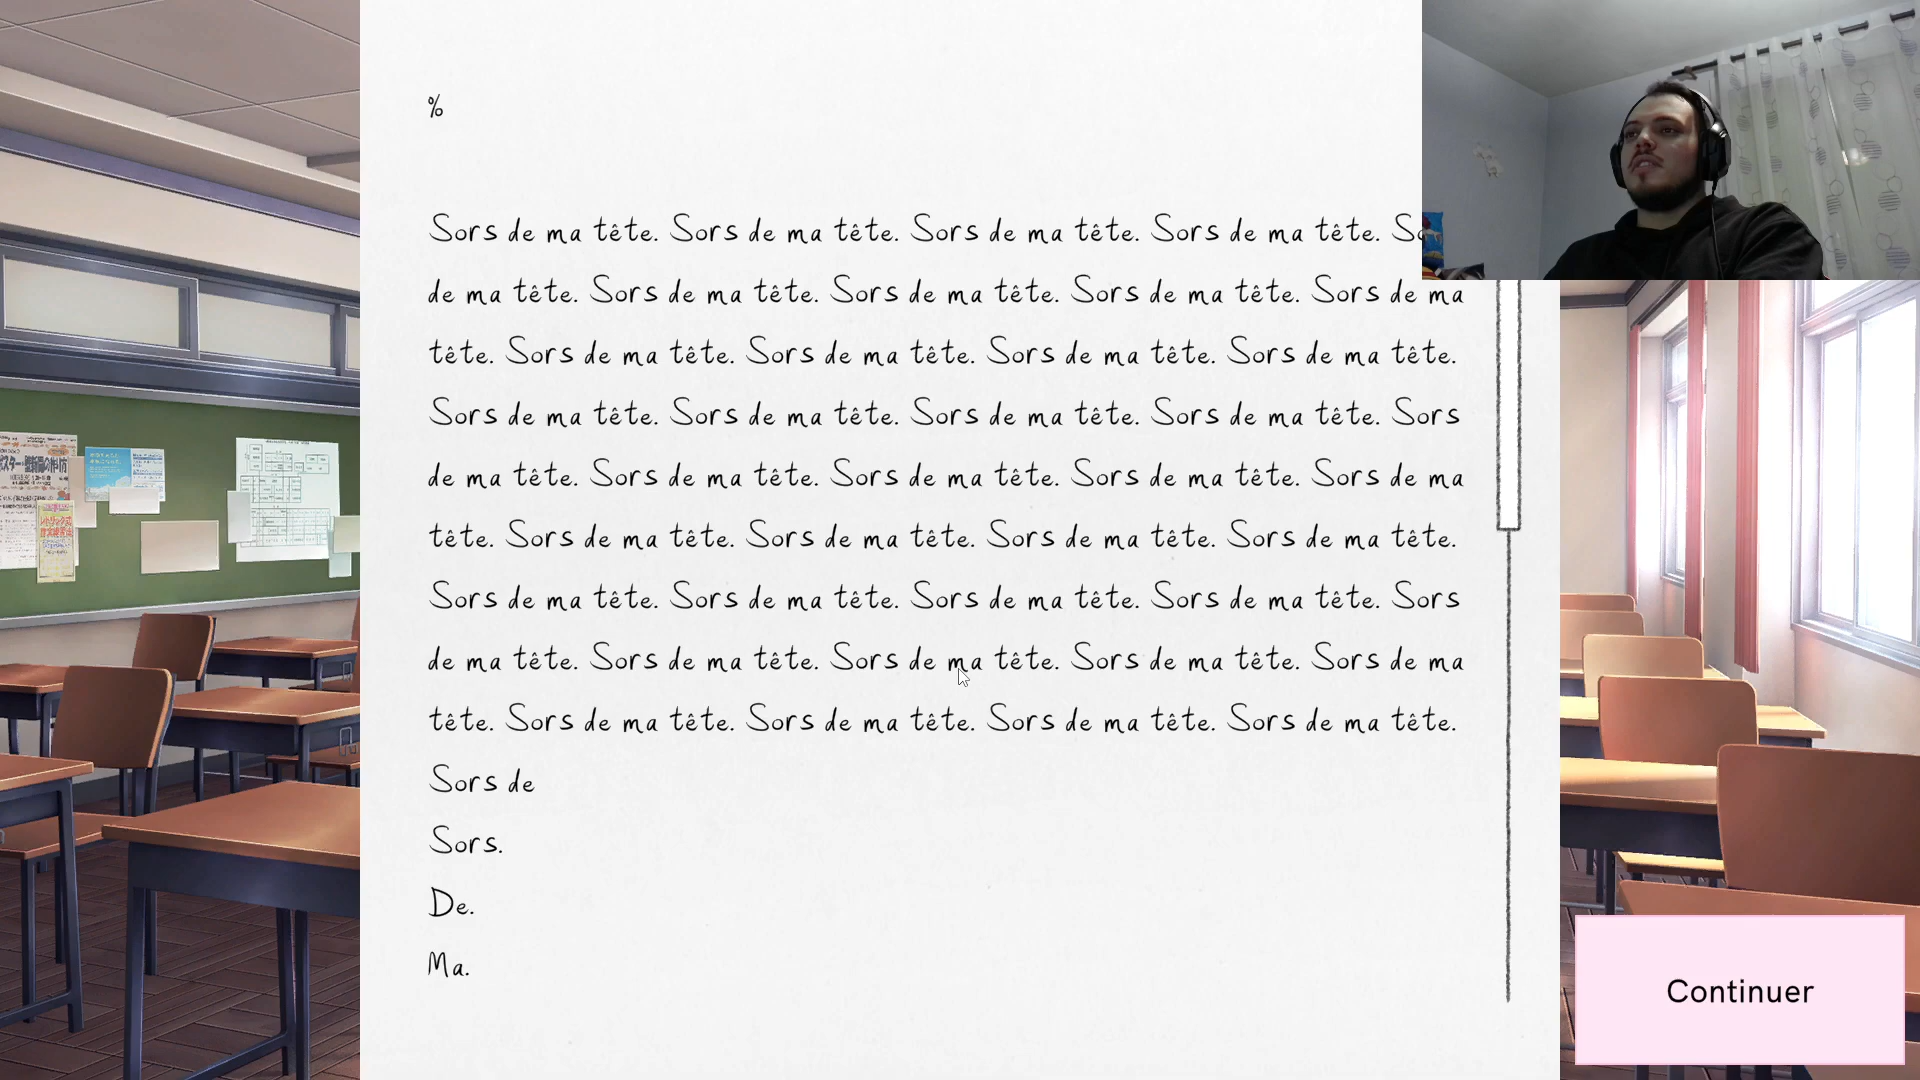 %
Sors de ma tête. Sors de ma tête. Sors de ma tête. Sors de ma tête.
de ma tête. Sors de ma tête. Sors de ma tête. Sors de ma tête. Sors de ma
tête. Sors de ma tête. Sors de ma tête. Sors de ma tête. Sors de ma tête.
Sors de ma tête. Sors de ma tête. Sors de ma tête. Sors de ma tête. Sors
de ma tête. Sors de ma tête. Sors de ma tête. Sors de ma tête. Sors de ma
tête. Sors de ma tête. Sors de ma tête. Sors de ma tête. Sors de ma tête.
Sors de ma tête. Sors de ma tête. Sors de ma tête. Sors de ma tête. Sors
de ma tête. Sors de ma tête. Sors de ma tête. Sors de ma tête. Sors de ma
tête. Sors de ma tête. Sors de ma tête. Sors de ma tête. Sors de ma tête.
Sors de
Sors.
De.
Ma.
Continuer